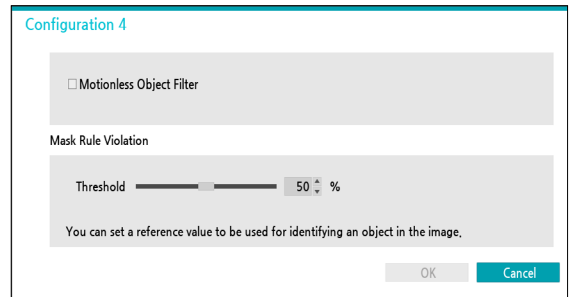 Configuration 4
Motionless Object Filter
Mask Rule Violation
Threshold 50 %
You can set a reference value to be used for identifying an object in the image.
OK Cancel